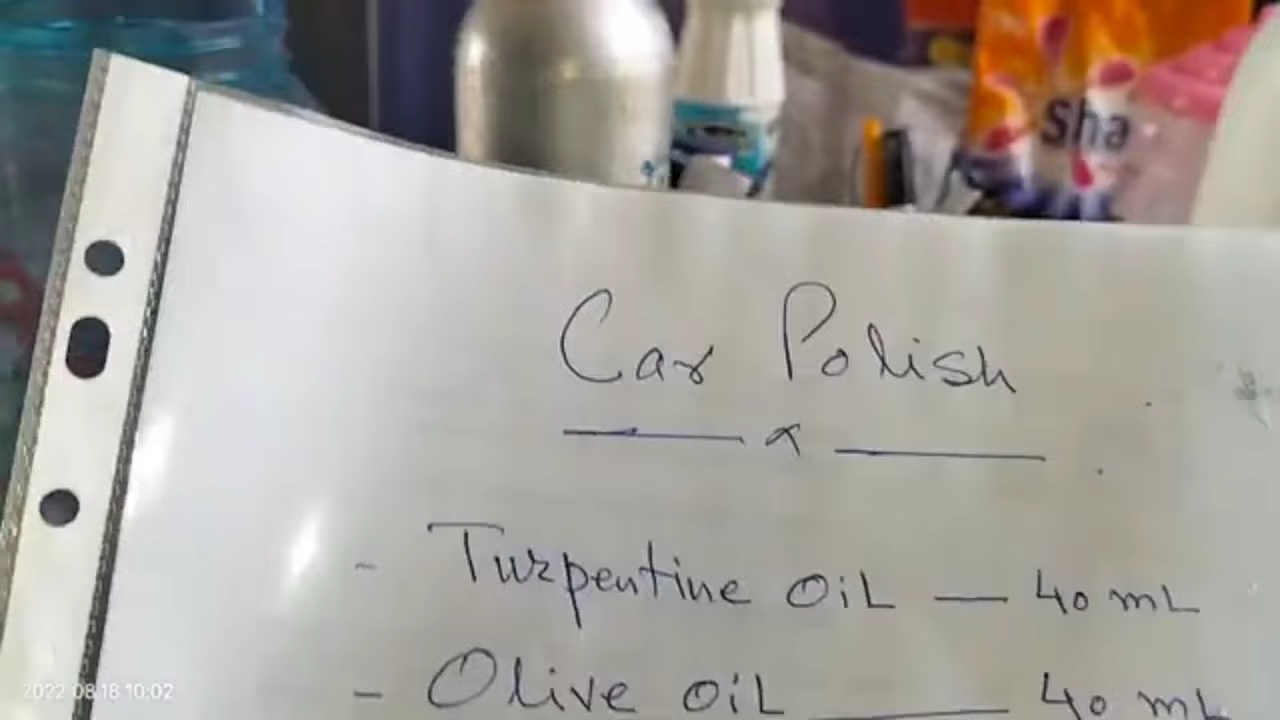 sha
Car Polish
x
- Turpentine OiL — 40 mL
- Olive OiL — 40 mL
2022.08.18 10:02